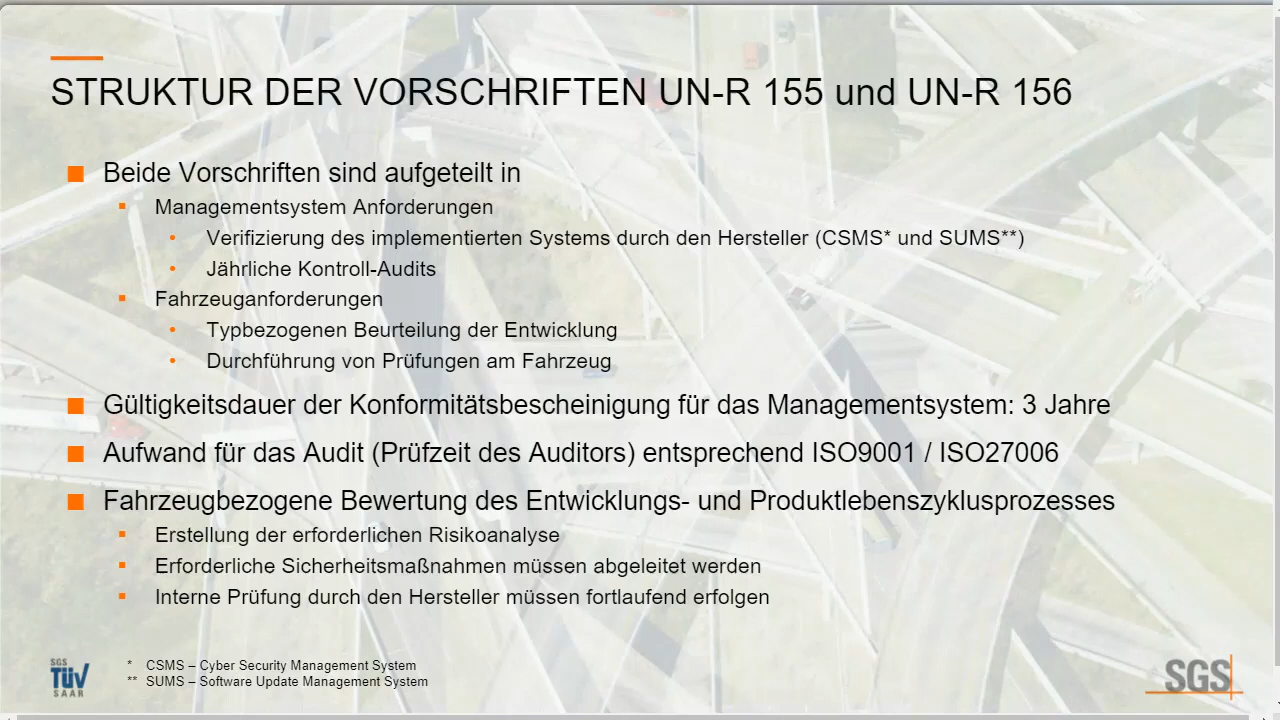 STRUKTUR DER VORSCHRIFTEN UN-R 155 und UN-R 156
Beide Vorschriften sind aufgeteilt in
Managementsystem Anforderungen
Verifizierung des implementierten Systems durch den Hersteller (CSMS* und SUMS**)
Jährliche Kontroll-Audits
Fahrzeuganforderungen
Typbezogenen Beurteilung der Entwicklung
Durchführung von Prüfungen am Fahrzeug
Gültigkeitsdauer der Konformitätsbescheinigung für das Managementsystem: 3 Jahre
Aufwand für das Audit (Prüfzeit des Auditors) entsprechend ISO9001 / ISO27006
Fahrzeugbezogene Bewertung des Entwicklungs- und Produktlebenszyklusprozesses
Erstellung der erforderlichen Risikoanalyse
Erforderliche Sicherheitsmaßnahmen müssen abgeleitet werden
Interne Prüfung durch den Hersteller müssen fortlaufend erfolgen
* CSMS – Cyber Security Management System
** SUMS – Software Update Management System
SGS
TÜV
SAAR
SGS